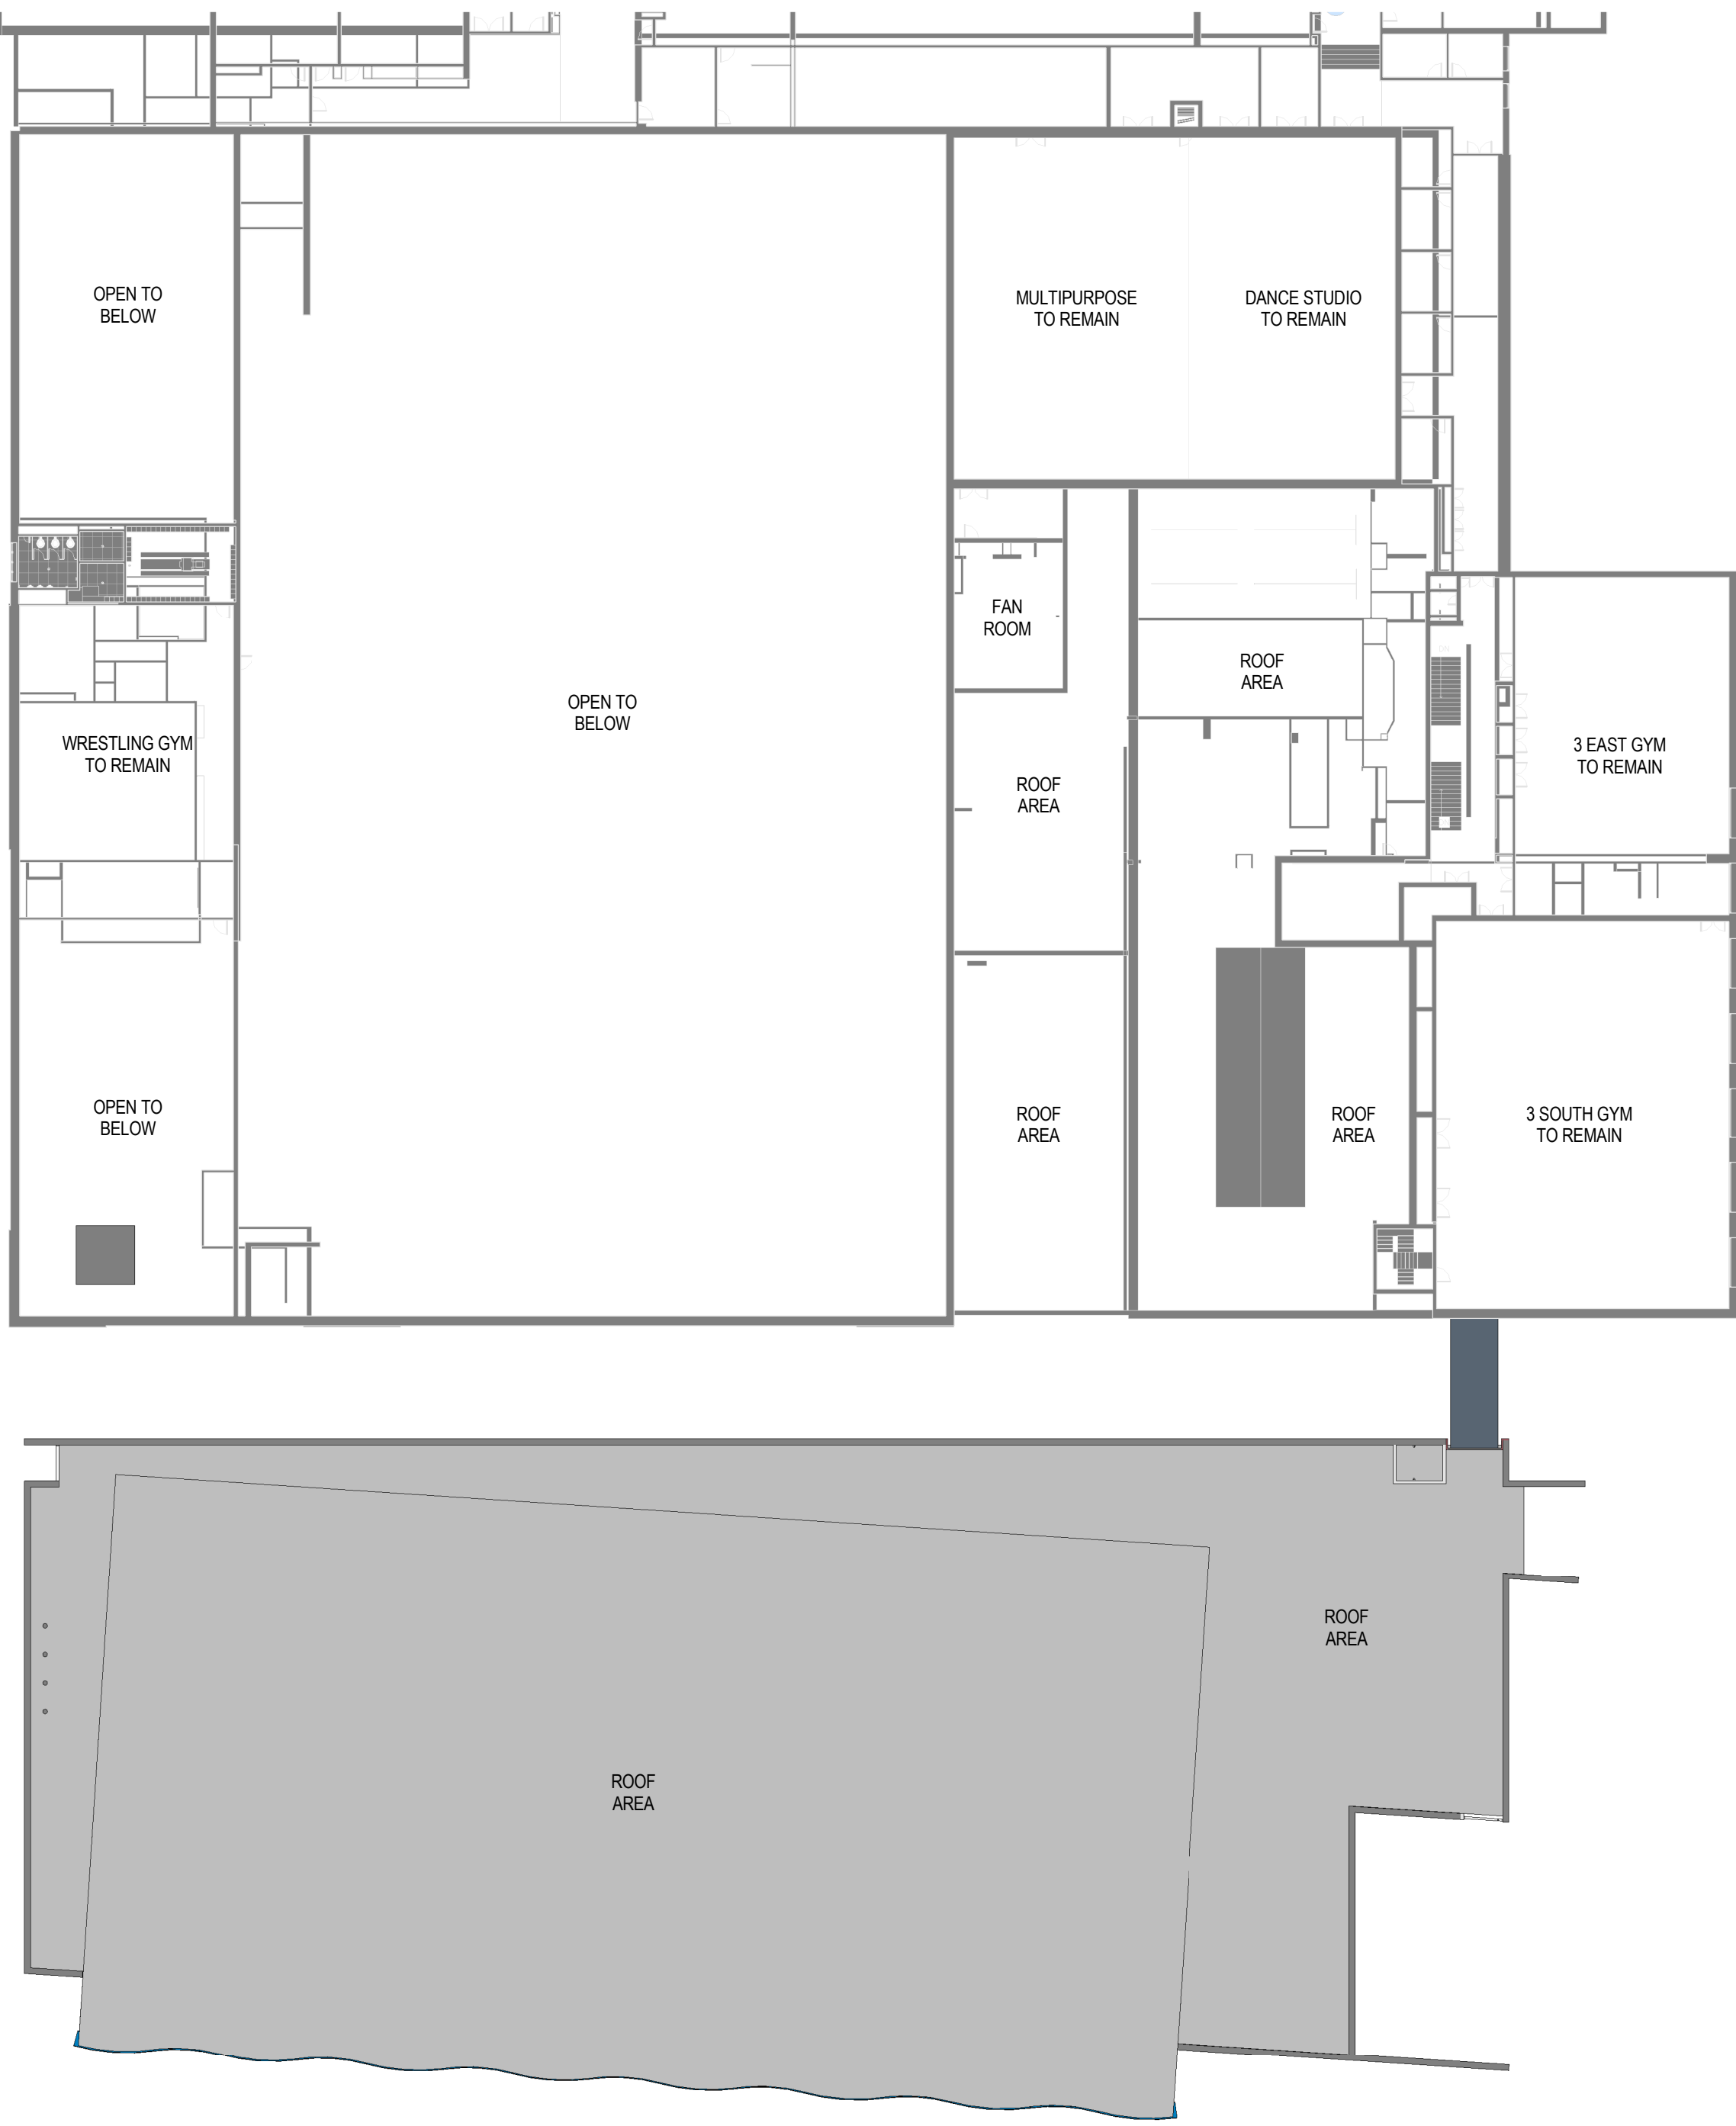 OPEN TO
BELOW
MULTIPURPOSE
TO REMAIN
DANCE STUDIO
TO REMAIN
FAN
ROOM
ROOF
AREA
OPEN TO
BELOW
WRESTLING GYM
TO REMAIN
3 EAST GYM
TO REMAIN
ROOF
AREA
OPEN TO
BELOW
ROOF
AREA
ROOF
AREA
3 SOUTH GYM
TO REMAIN
ROOF
AREA
ROOF
AREA